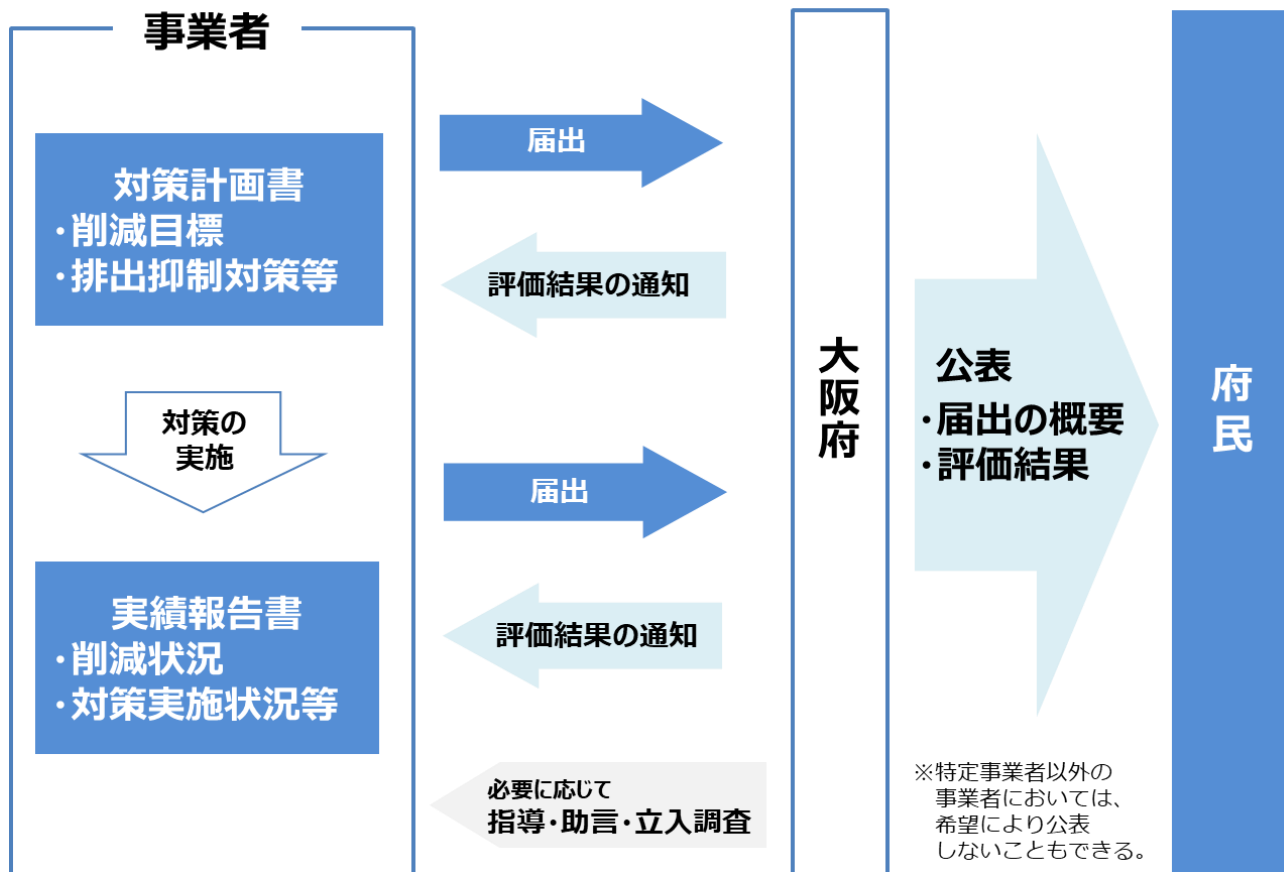 事業者
対策計画書
・削減目標
・排出抑制対策等
対策の
実施
実績報告書
・削減状況
・対策実施状況等
届出
評価結果の通知
届出
評価結果の通知
必要に応じて
指導・助言・立入調査
大阪府
公表
・届出の概要
・評価結果
※特定事業者以外の
事業者においては、
希望により公表
しないこともできる。
府民